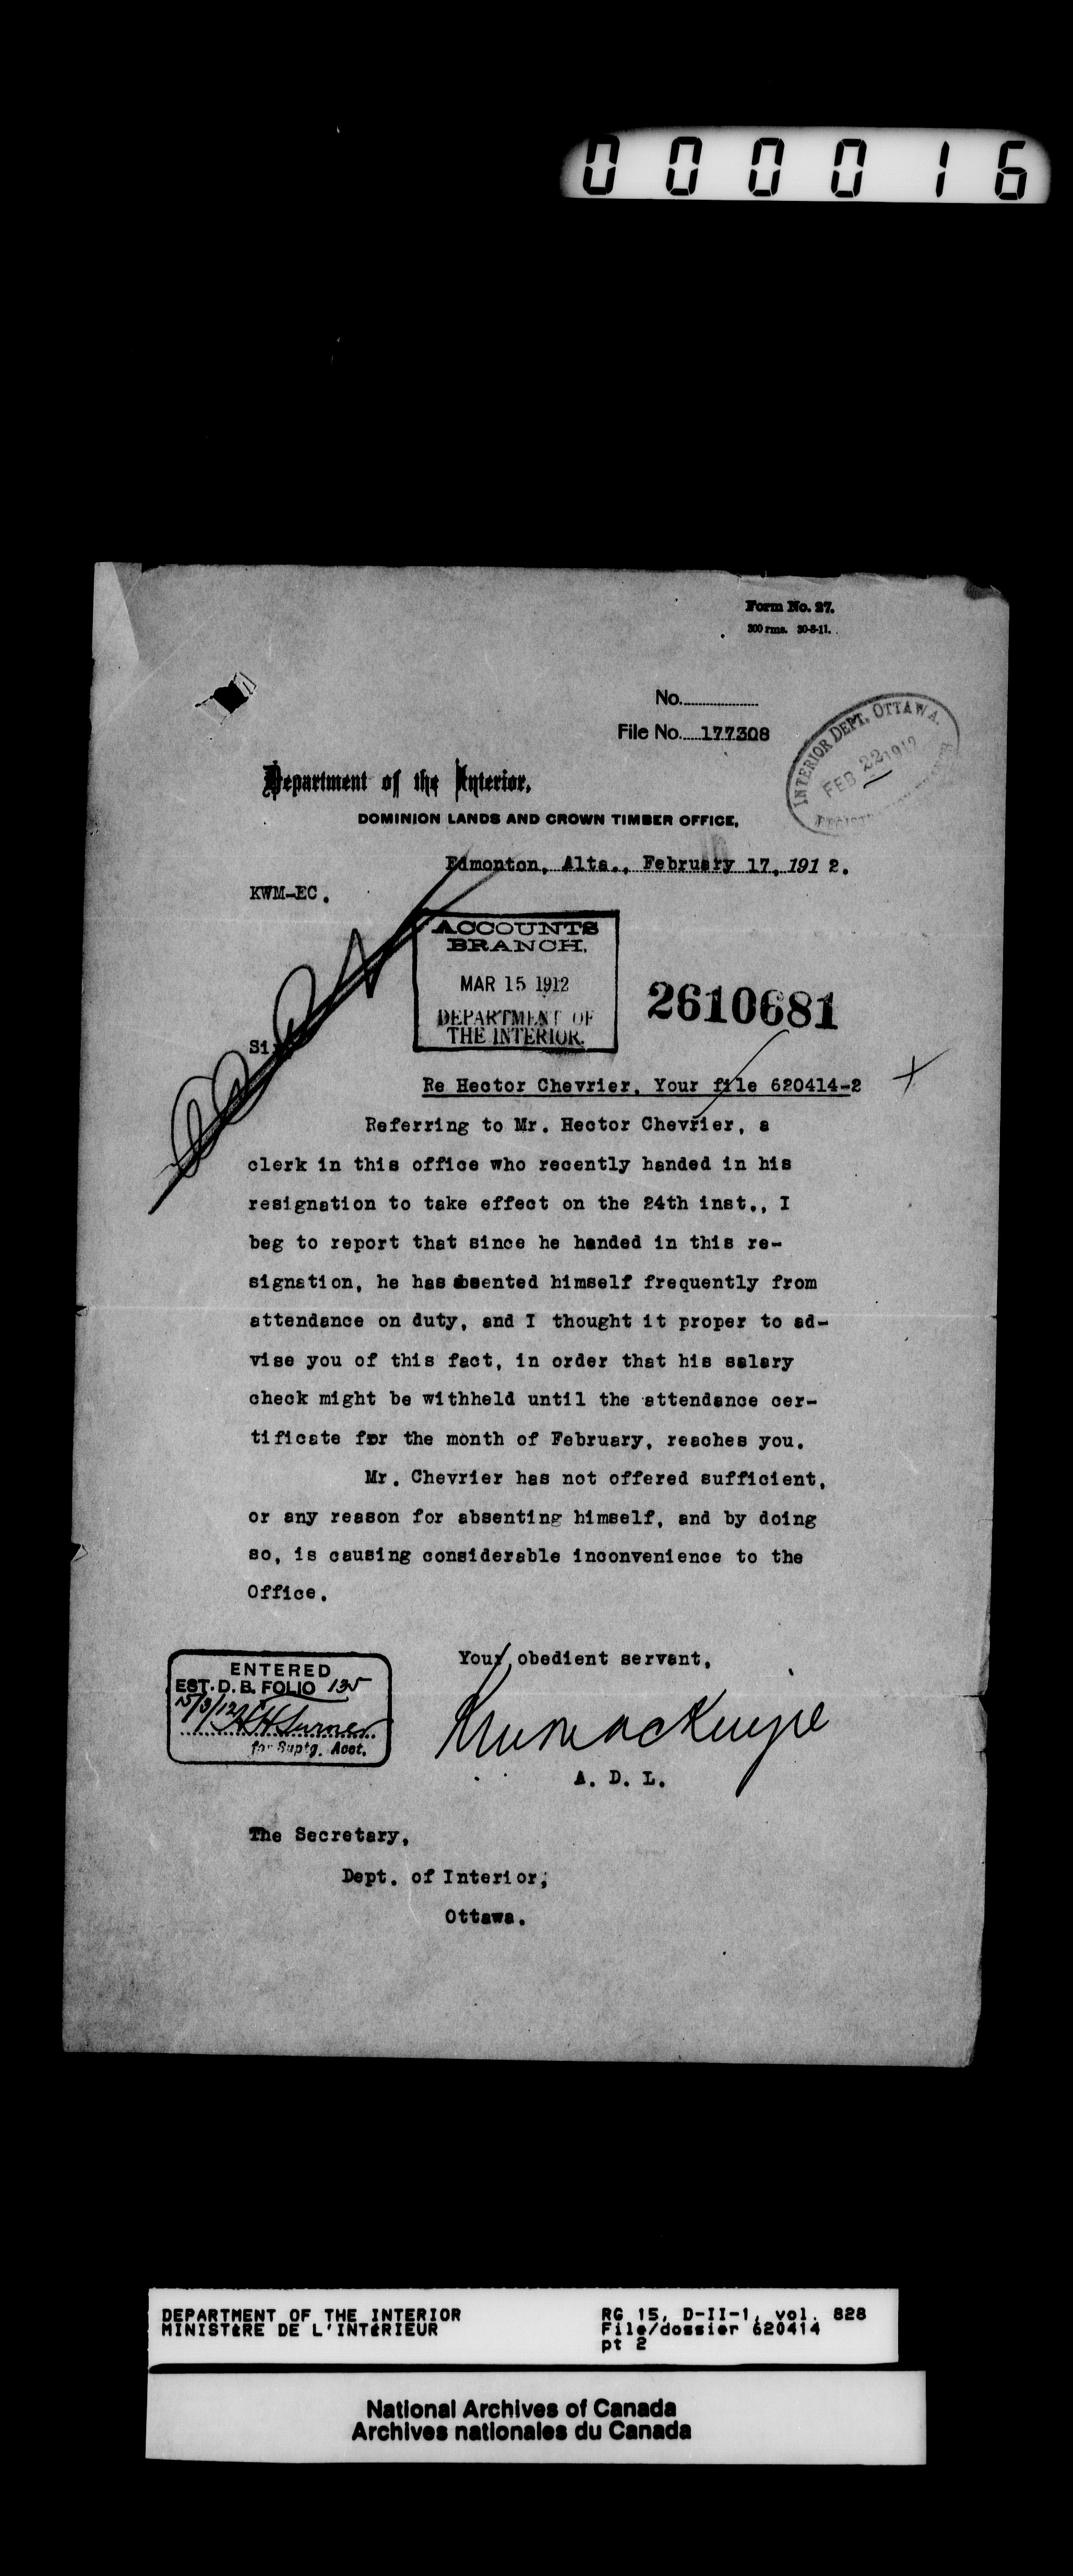 000016
Form No. 27.
300 rms. 30-8-11.
No.
File No. 177308
INTERIOR DEPT. OTTAWA.
FEB 22 1912
Department of the Interior,
DOMINION LANDS AND CROWN TIMBER OFFICE,
Edmonton, Alta., February 17, 1912.
KWM-EC.
ACCOUNTS
BRANCH.
MAR 15 1912
DEPARTMENT OF
THE INTERIOR.
2610681
Re Hector Chevrier, Your file 620414-2
Referring to Mr. Hector Chevrier, a
clerk in this office who recently handed in his
resignation to take effect on the 24th inst., I
beg to report that since he handed in this re-
signation, he has absented himself frequently from
attendance on duty, and I thought it proper to ad-
vise you of this fact, in order that his salary
check might be withheld until the attendance cer-
tificate for the month of February, reaches you.
Mr. Chevrier has not offered sufficient,
or any reason for absenting himself, and by doing
so, is causing considerable inconvenience to the
Office.
Your obedient servant,
ENTERED
EST. D. B. FOLIO 135
15/3/12 Turner
for Suptg. Acct.
KWMacKenzie
A. D. L.
The Secretary,
Dept. of Interior,
Ottawa.
DEPARTMENT OF THE INTERIOR
MINISTÈRE DE L'INTÉRIEUR
RG 15, D-II-1, vol. 828
File/dossier 620414
pt 2
National Archives of Canada
Archives nationales du Canada